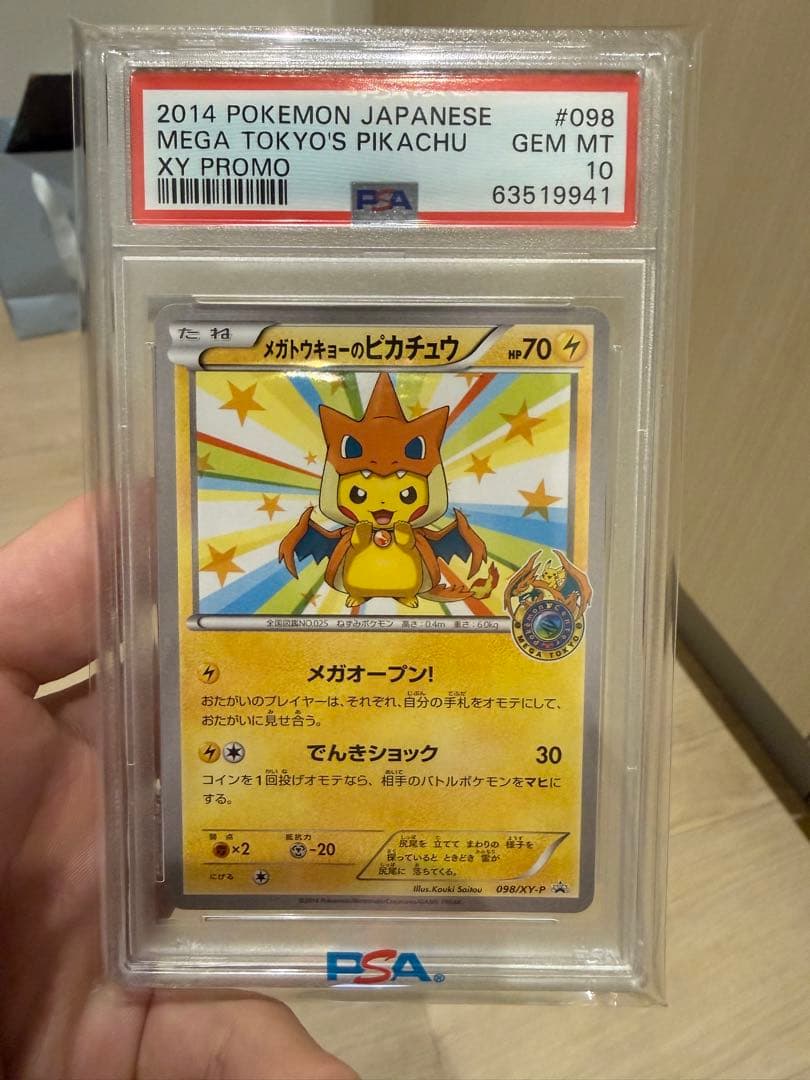 2014 POKEMON JAPANESE #098
MEGA TOKYO'S PIKACHU GEM MT
XY PROMO 10
PSA 63519941
たね メガトウキョーのピカチュウ HP70
Pokémon Center
MEGA TOKYO
全国図鑑NO.025 ねずみポケモン 高さ:0.4m 重さ:6.0kg
メガオープン!
おたがいのプレイヤーは、それぞれ、自分の手札をオモテにして、
おたがいに見せ合う。
でんきショック 30
コインを1回投げオモテなら、相手のバトルポケモンをマヒに
する。
弱点 抵抗力
×2 -20
にげる
尻尾を 立てて まわりの 様子を
探っていると ときどき 雷が
尻尾に 落ちてくる。
Illus.Kouki Saitou 098/XY-P
©2014 Pokémon/Nintendo/Creatures/GAME FREAK.
PSA®